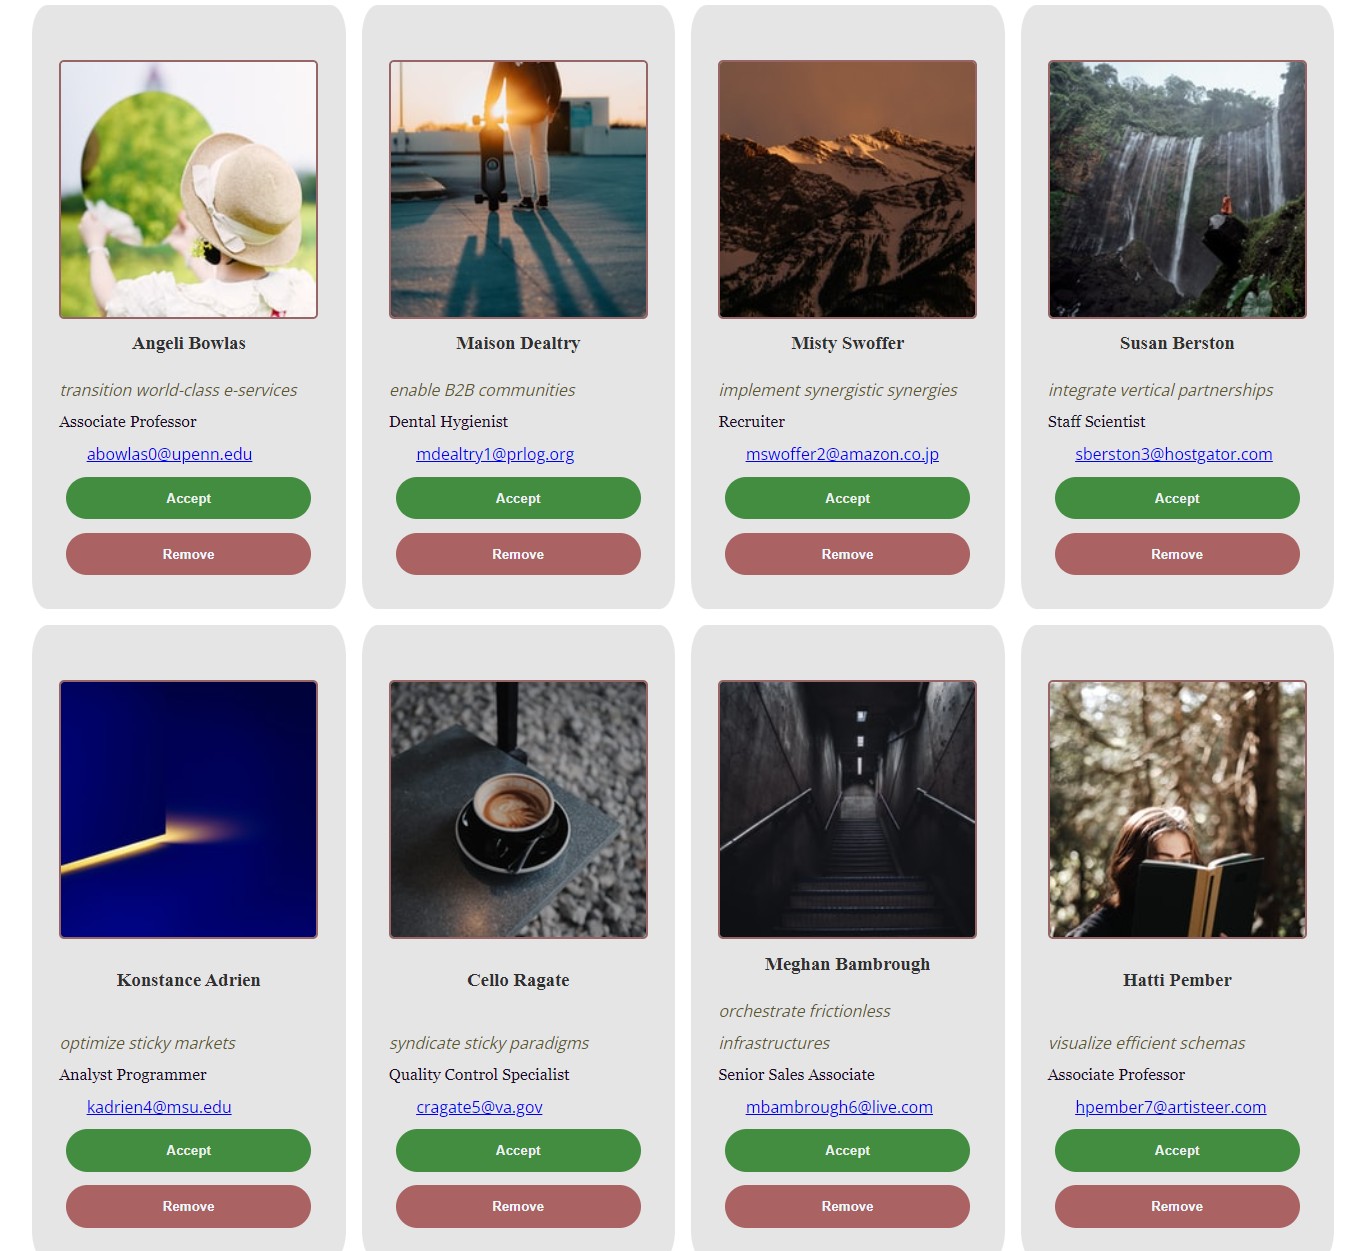 Angeli Bowlas
transition world-class e-services
Associate Professor
abowlas0@upenn.edu
Accept
Remove
Maison Dealtry
enable B2B communities
Dental Hygienist
mdealtry1@prlog.org
Accept
Remove
Misty Swoffer
implement synergistic synergies
Recruiter
mswoffer2@amazon.co.jp
Accept
Remove
Susan Berston
integrate vertical partnerships
Staff Scientist
sberston3@hostgator.com
Accept
Remove
Konstance Adrien
optimize sticky markets
Analyst Programmer
kadrien4@msu.edu
Accept
Remove
Cello Ragate
syndicate sticky paradigms
Quality Control Specialist
cragate5@va.gov
Accept
Remove
Meghan Bambrough
orchestrate frictionless
infrastructures
Senior Sales Associate
mbambrough6@live.com
Accept
Remove
Hatti Pember
visualize efficient schemas
Associate Professor
hpember7@artisteer.com
Accept
Remove